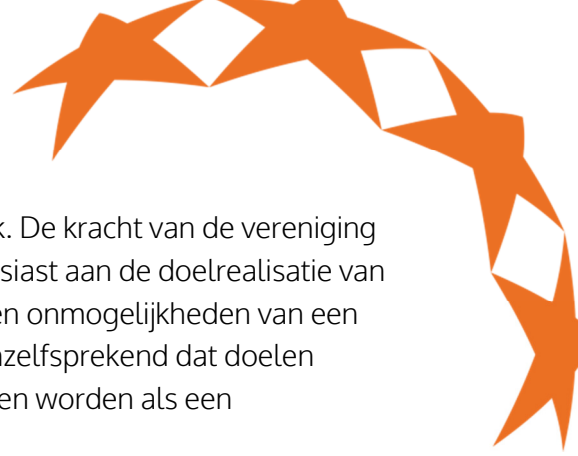 k. De kracht van de vereniging
siast aan de doelrealisatie van
en onmogelijkheden van een
nzelfsprekend dat doelen
en worden als een